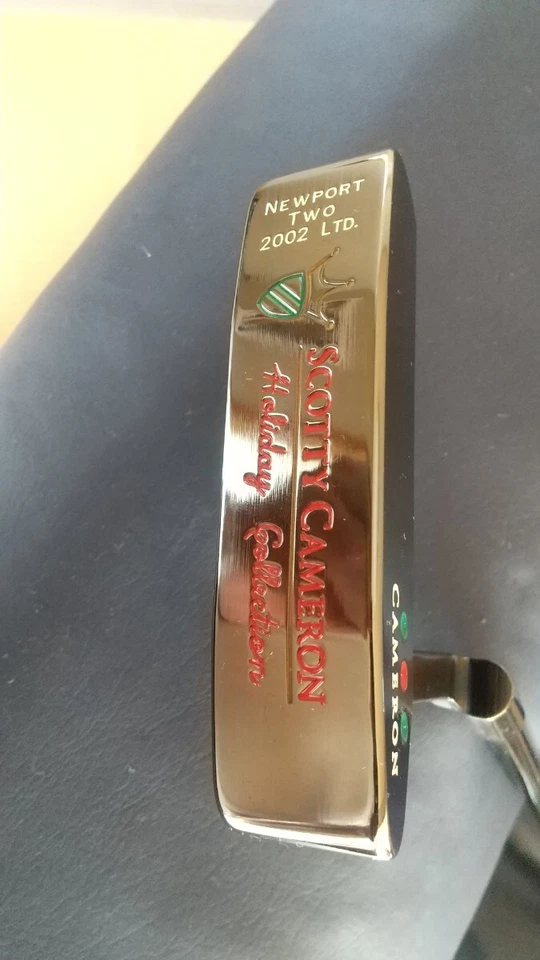 NEWPORT
TWO
2002 LTD.
SCOTTY CAMERON
Holiday Collection
CAMERON